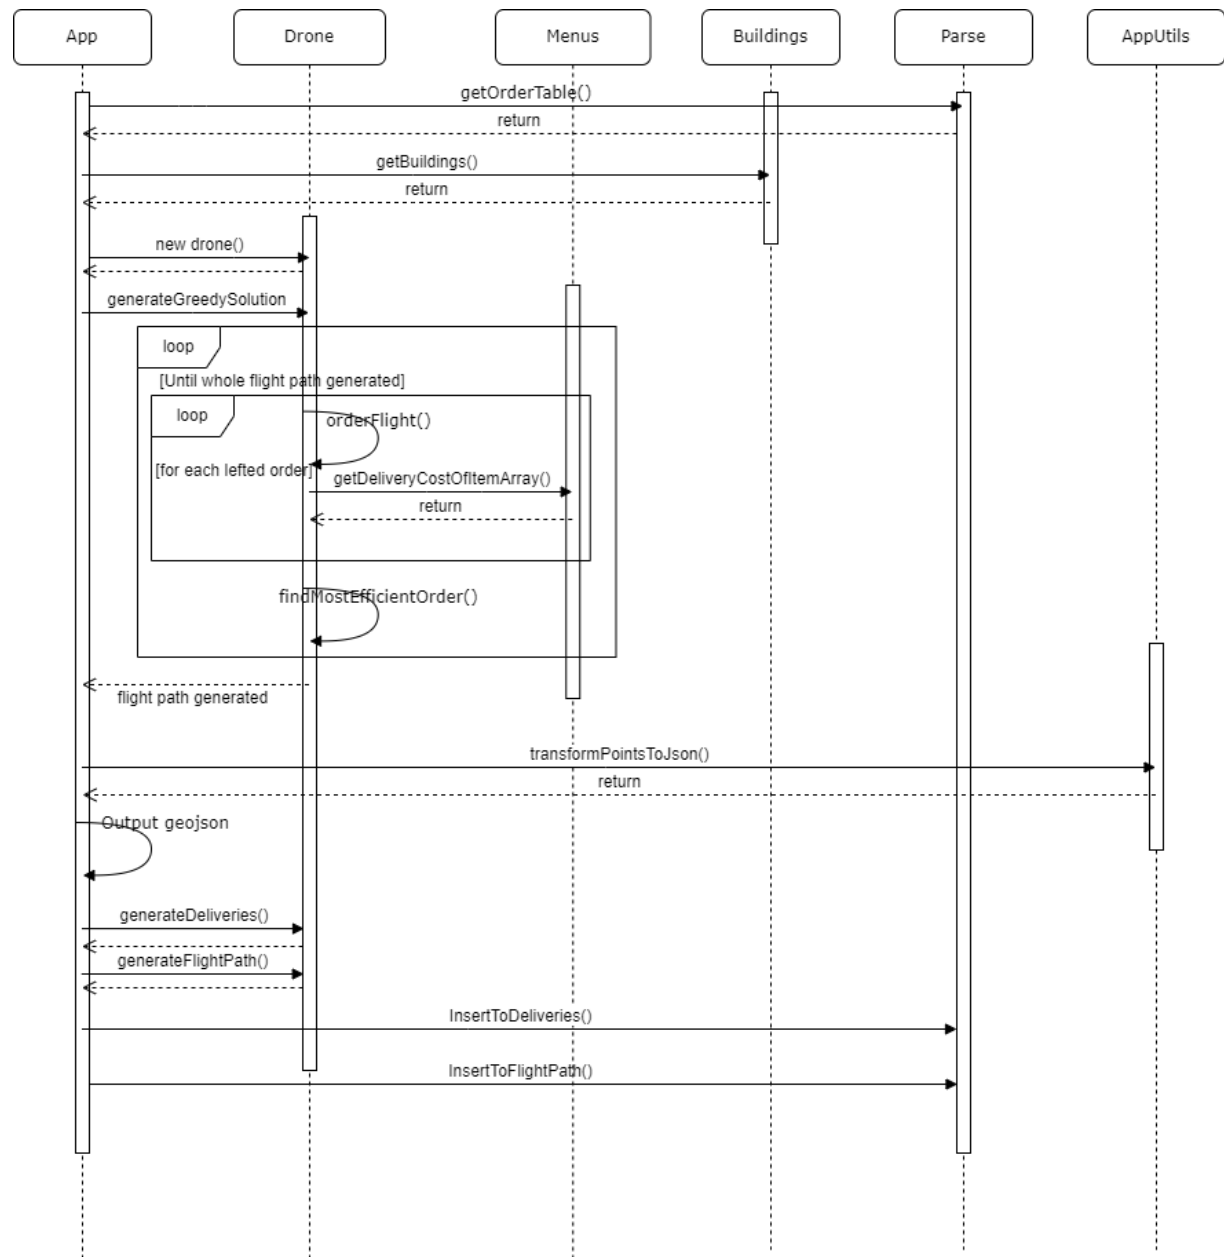 App
Drone
Menus
Buildings
Parse
AppUtils
getOrderTable()
return
getBuildings()
return
new drone()
generateGreedySolution
loop
[Until whole flight path generated]
loop
orderFlight()
[for each lefted order]
getDeliveryCostOfItemArray()
return
findMostEfficientOrder()
flight path generated
transformPointsToJson()
return
Output geojson
generateDeliveries()
generateFlightPath()
InsertToDeliveries()
InsertToFlightPath()